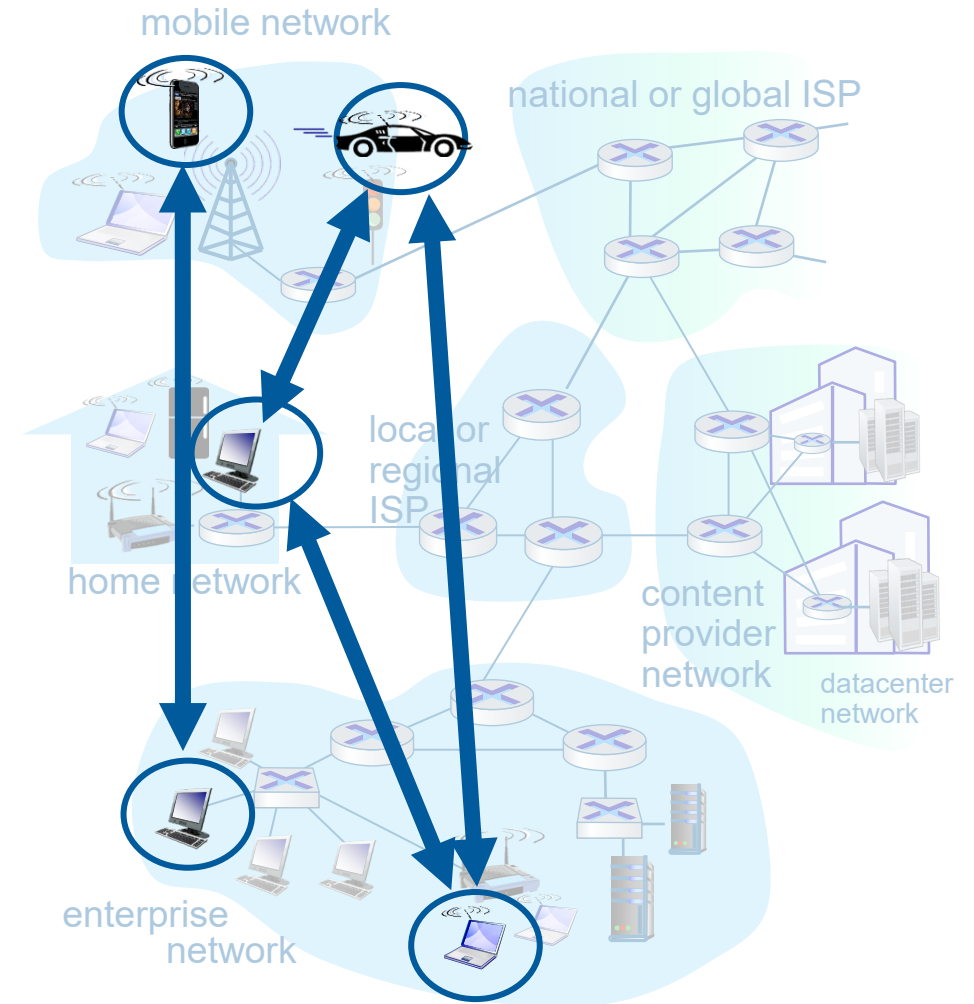 mobile network
national or global ISP
local or
regional
ISP
home network
content
provider
network
datacenter
network
enterprise
network